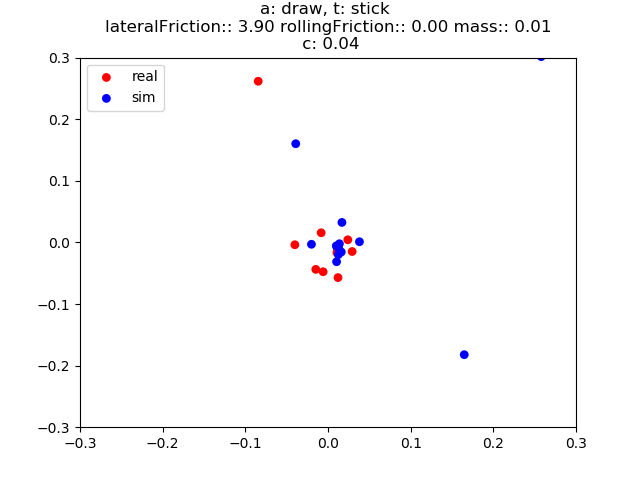 a: draw, t: stick
lateralFriction:: 3.90 rollingFriction:: 0.00 mass:: 0.01
c: 0.04
real
sim
0.3
0.2
0.1
0.0
−0.1
−0.2
−0.3
−0.3 −0.2 −0.1 0.0 0.1 0.2 0.3